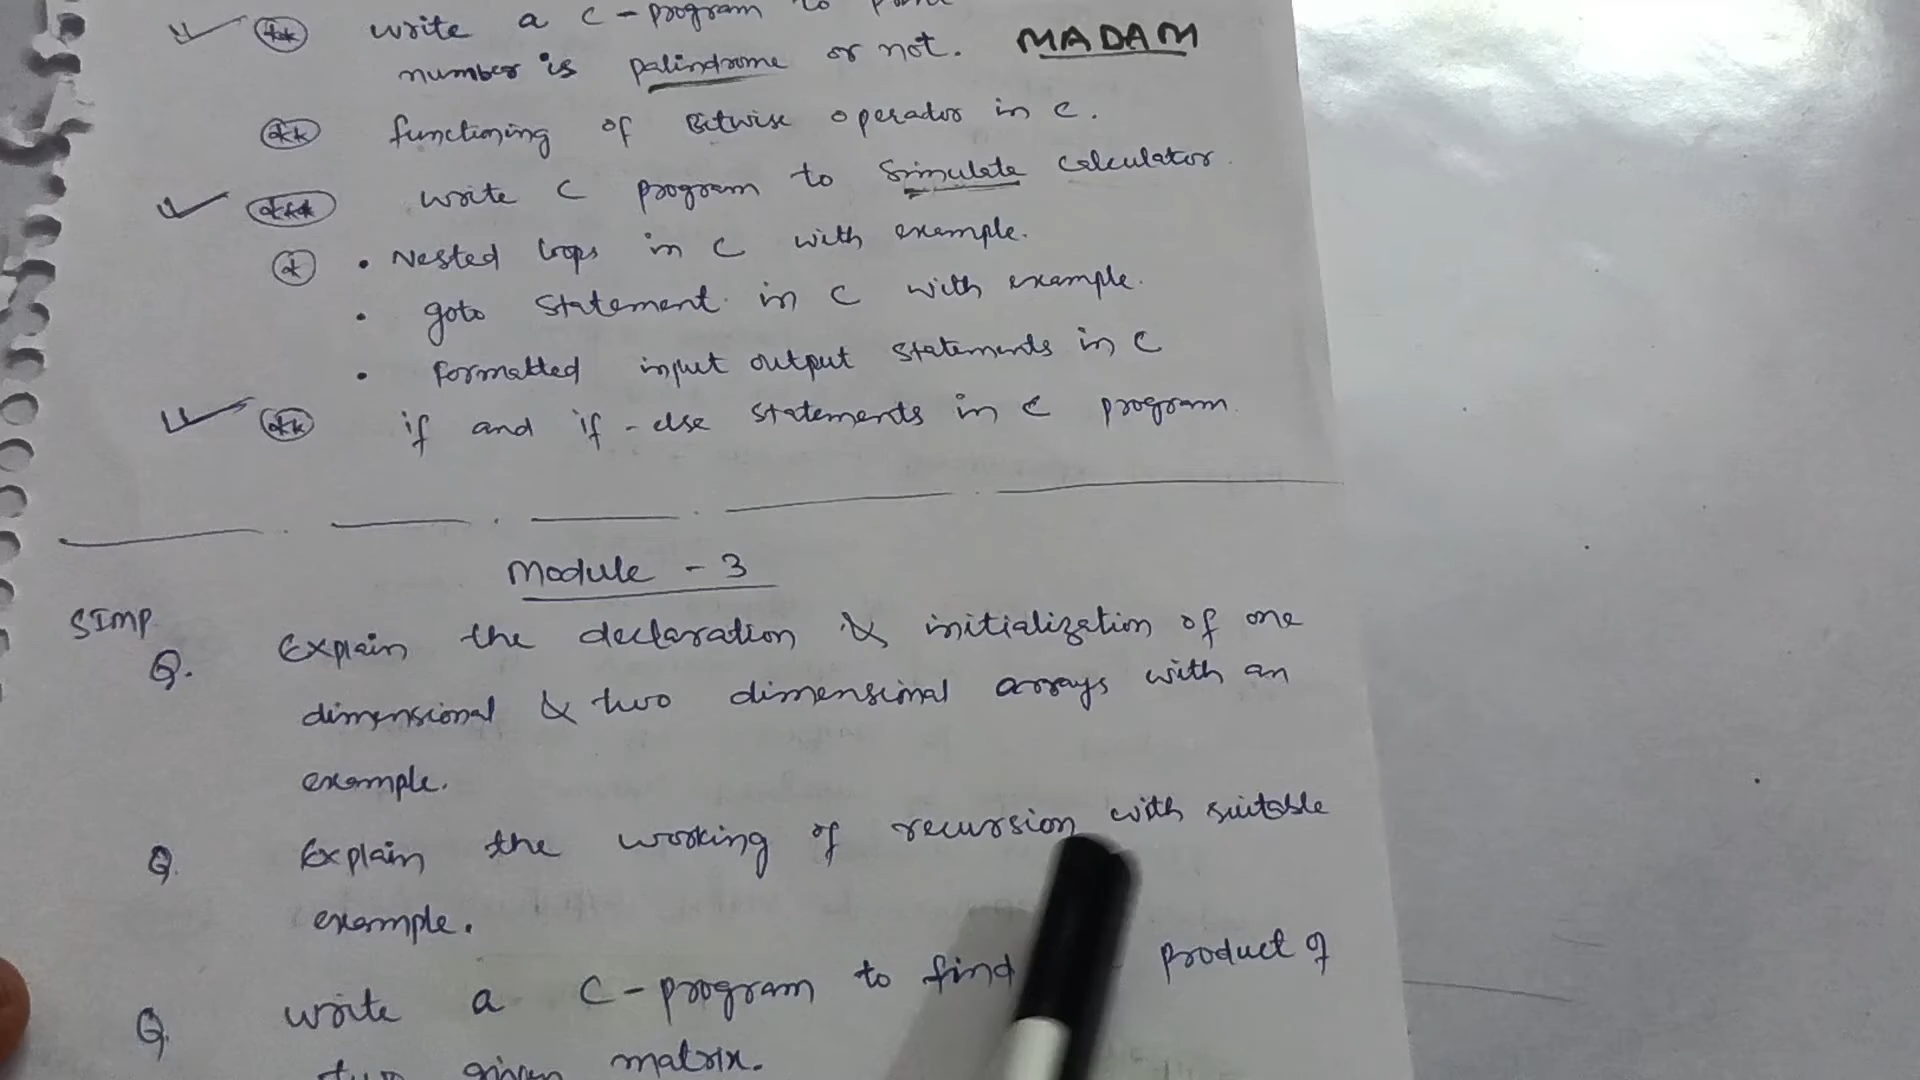 ** write a C-program to
number is palindrome or not. MADAM
** functioning of Bitwise operator in C.
*** write C program to Simulate calculator.
* • Nested loops in C with example.
• goto Statement in C with example.
• Formatted input output statements in C
** if and if-else Statements in C program.
Module - 3
SIMP
Q. Explain the declaration & initialization of one
dimensional & two dimensional arrays with an
example.
Q. Explain the working of recursion with suitable
example.
Q. write a C-program to find product of
two given matrix.